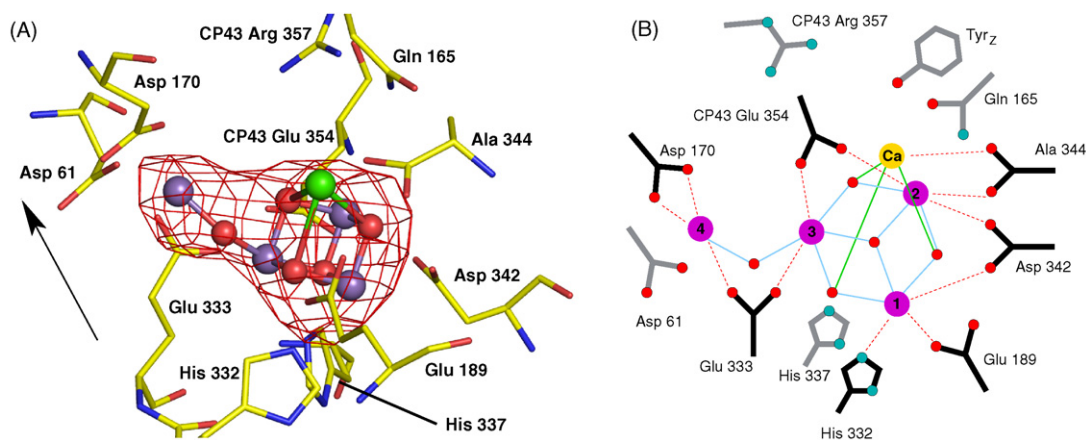 (A)
CP43 Arg 357
Gln 165
Asp 170
CP43 Glu 354
Ala 344
Asp 61
Glu 333
Asp 342
His 332
Glu 189
His 337
(B)
CP43 Arg 357
TyrZ
Gln 165
CP43 Glu 354
Asp 170
Ca
Ala 344
2
3
4
Asp 342
1
Asp 61
Glu 333
His 337
Glu 189
His 332